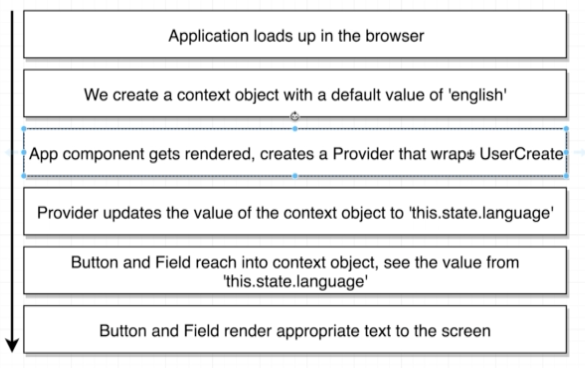 Application loads up in the browser
We create a context object with a default value of 'english'
App component gets rendered, creates a Provider that wraps UserCreate
Provider updates the value of the context object to 'this.state.language'
Button and Field reach into context object, see the value from
'this.state.language'
Button and Field render appropriate text to the screen